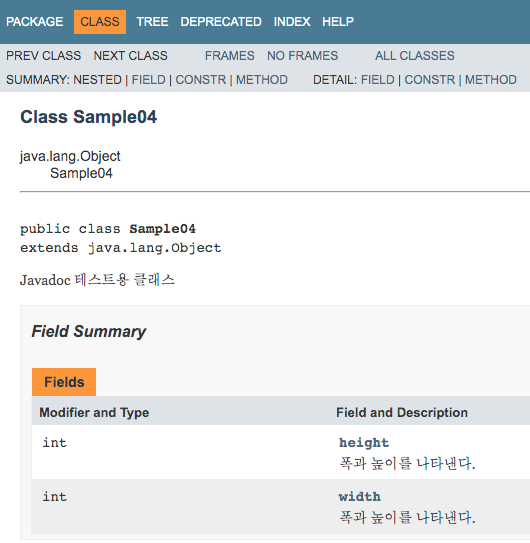 PACKAGE CLASS TREE DEPRECATED INDEX HELP
PREV CLASS NEXT CLASS FRAMES NO FRAMES ALL CLASSES
SUMMARY: NESTED | FIELD | CONSTR | METHOD DETAIL: FIELD | CONSTR | METHOD
Class Sample04
java.lang.Object
Sample04
public class Sample04
extends java.lang.Object
Javadoc 테스트용 클래스
Field Summary
Fields
Modifier and Type Field and Description
int height
폭과 높이를 나타낸다.
int width
폭과 높이를 나타낸다.